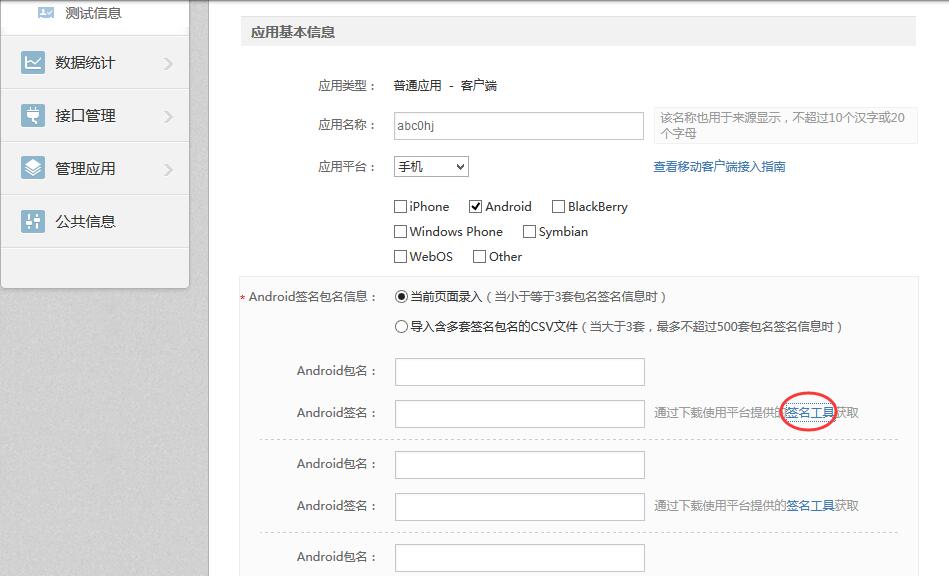 测试信息
数据统计
接口管理
管理应用
公共信息
应用基本信息
应用类型： 普通应用 - 客户端
应用名称： abc0hj 该名称也用于来源显示，不超过10个汉字或20
个字母
应用平台： 手机 查看移动客户端接入指南
iPhone Android BlackBerry
Windows Phone Symbian
WebOS Other
* Android签名包名信息： 当前页面录入（当小于等于3套包名签名信息时）
导入含多套签名包名的CSV文件（当大于3套，最多不超过500套包名签名信息时）
Android包名：
Android签名： 通过下载使用平台提供的签名工具获取
Android包名：
Android签名： 通过下载使用平台提供的签名工具获取
Android包名：